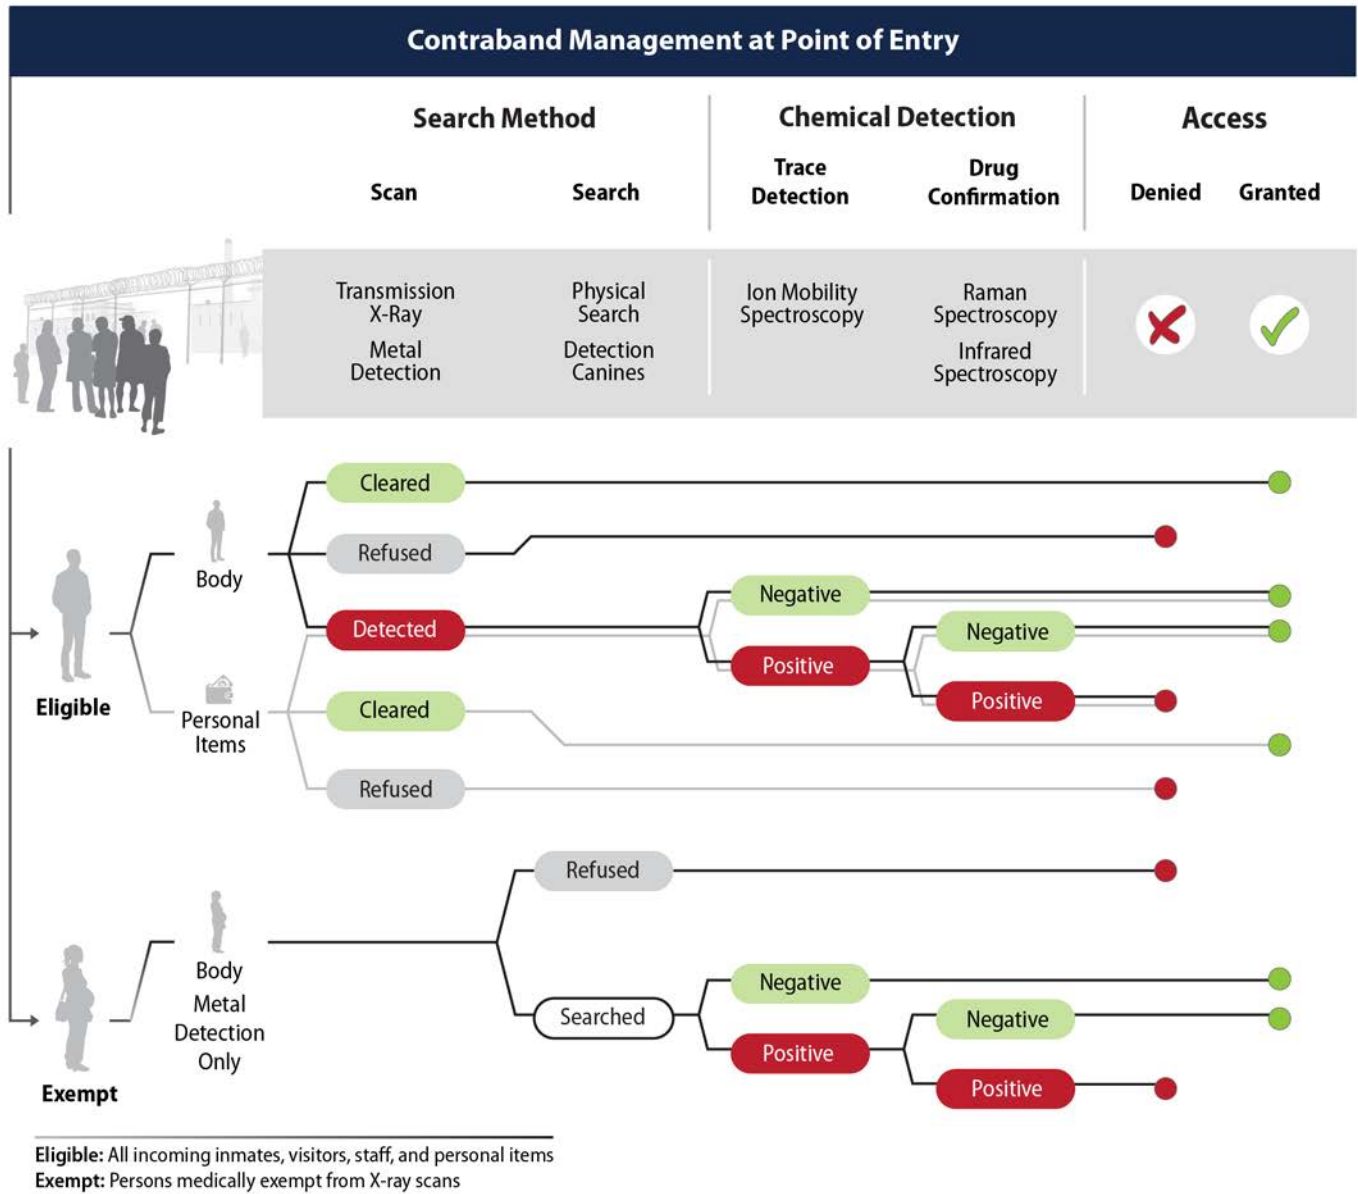 Contraband Management at Point of Entry
Search Method
Chemical Detection
Access
Scan
Search
Trace
Detection
Drug
Confirmation
Denied
Granted
Transmission
X-Ray
Metal
Detection
Physical
Search
Detection
Canines
Ion Mobility
Spectroscopy
Raman
Spectroscopy
Infrared
Spectroscopy
Eligible
Body
Cleared
Refused
Detected
Negative
Positive
Negative
Positive
Personal
Items
Cleared
Refused
Exempt
Body
Metal
Detection
Only
Refused
Searched
Negative
Positive
Negative
Positive
Eligible: All incoming inmates, visitors, staff, and personal items
Exempt: Persons medically exempt from X-ray scans